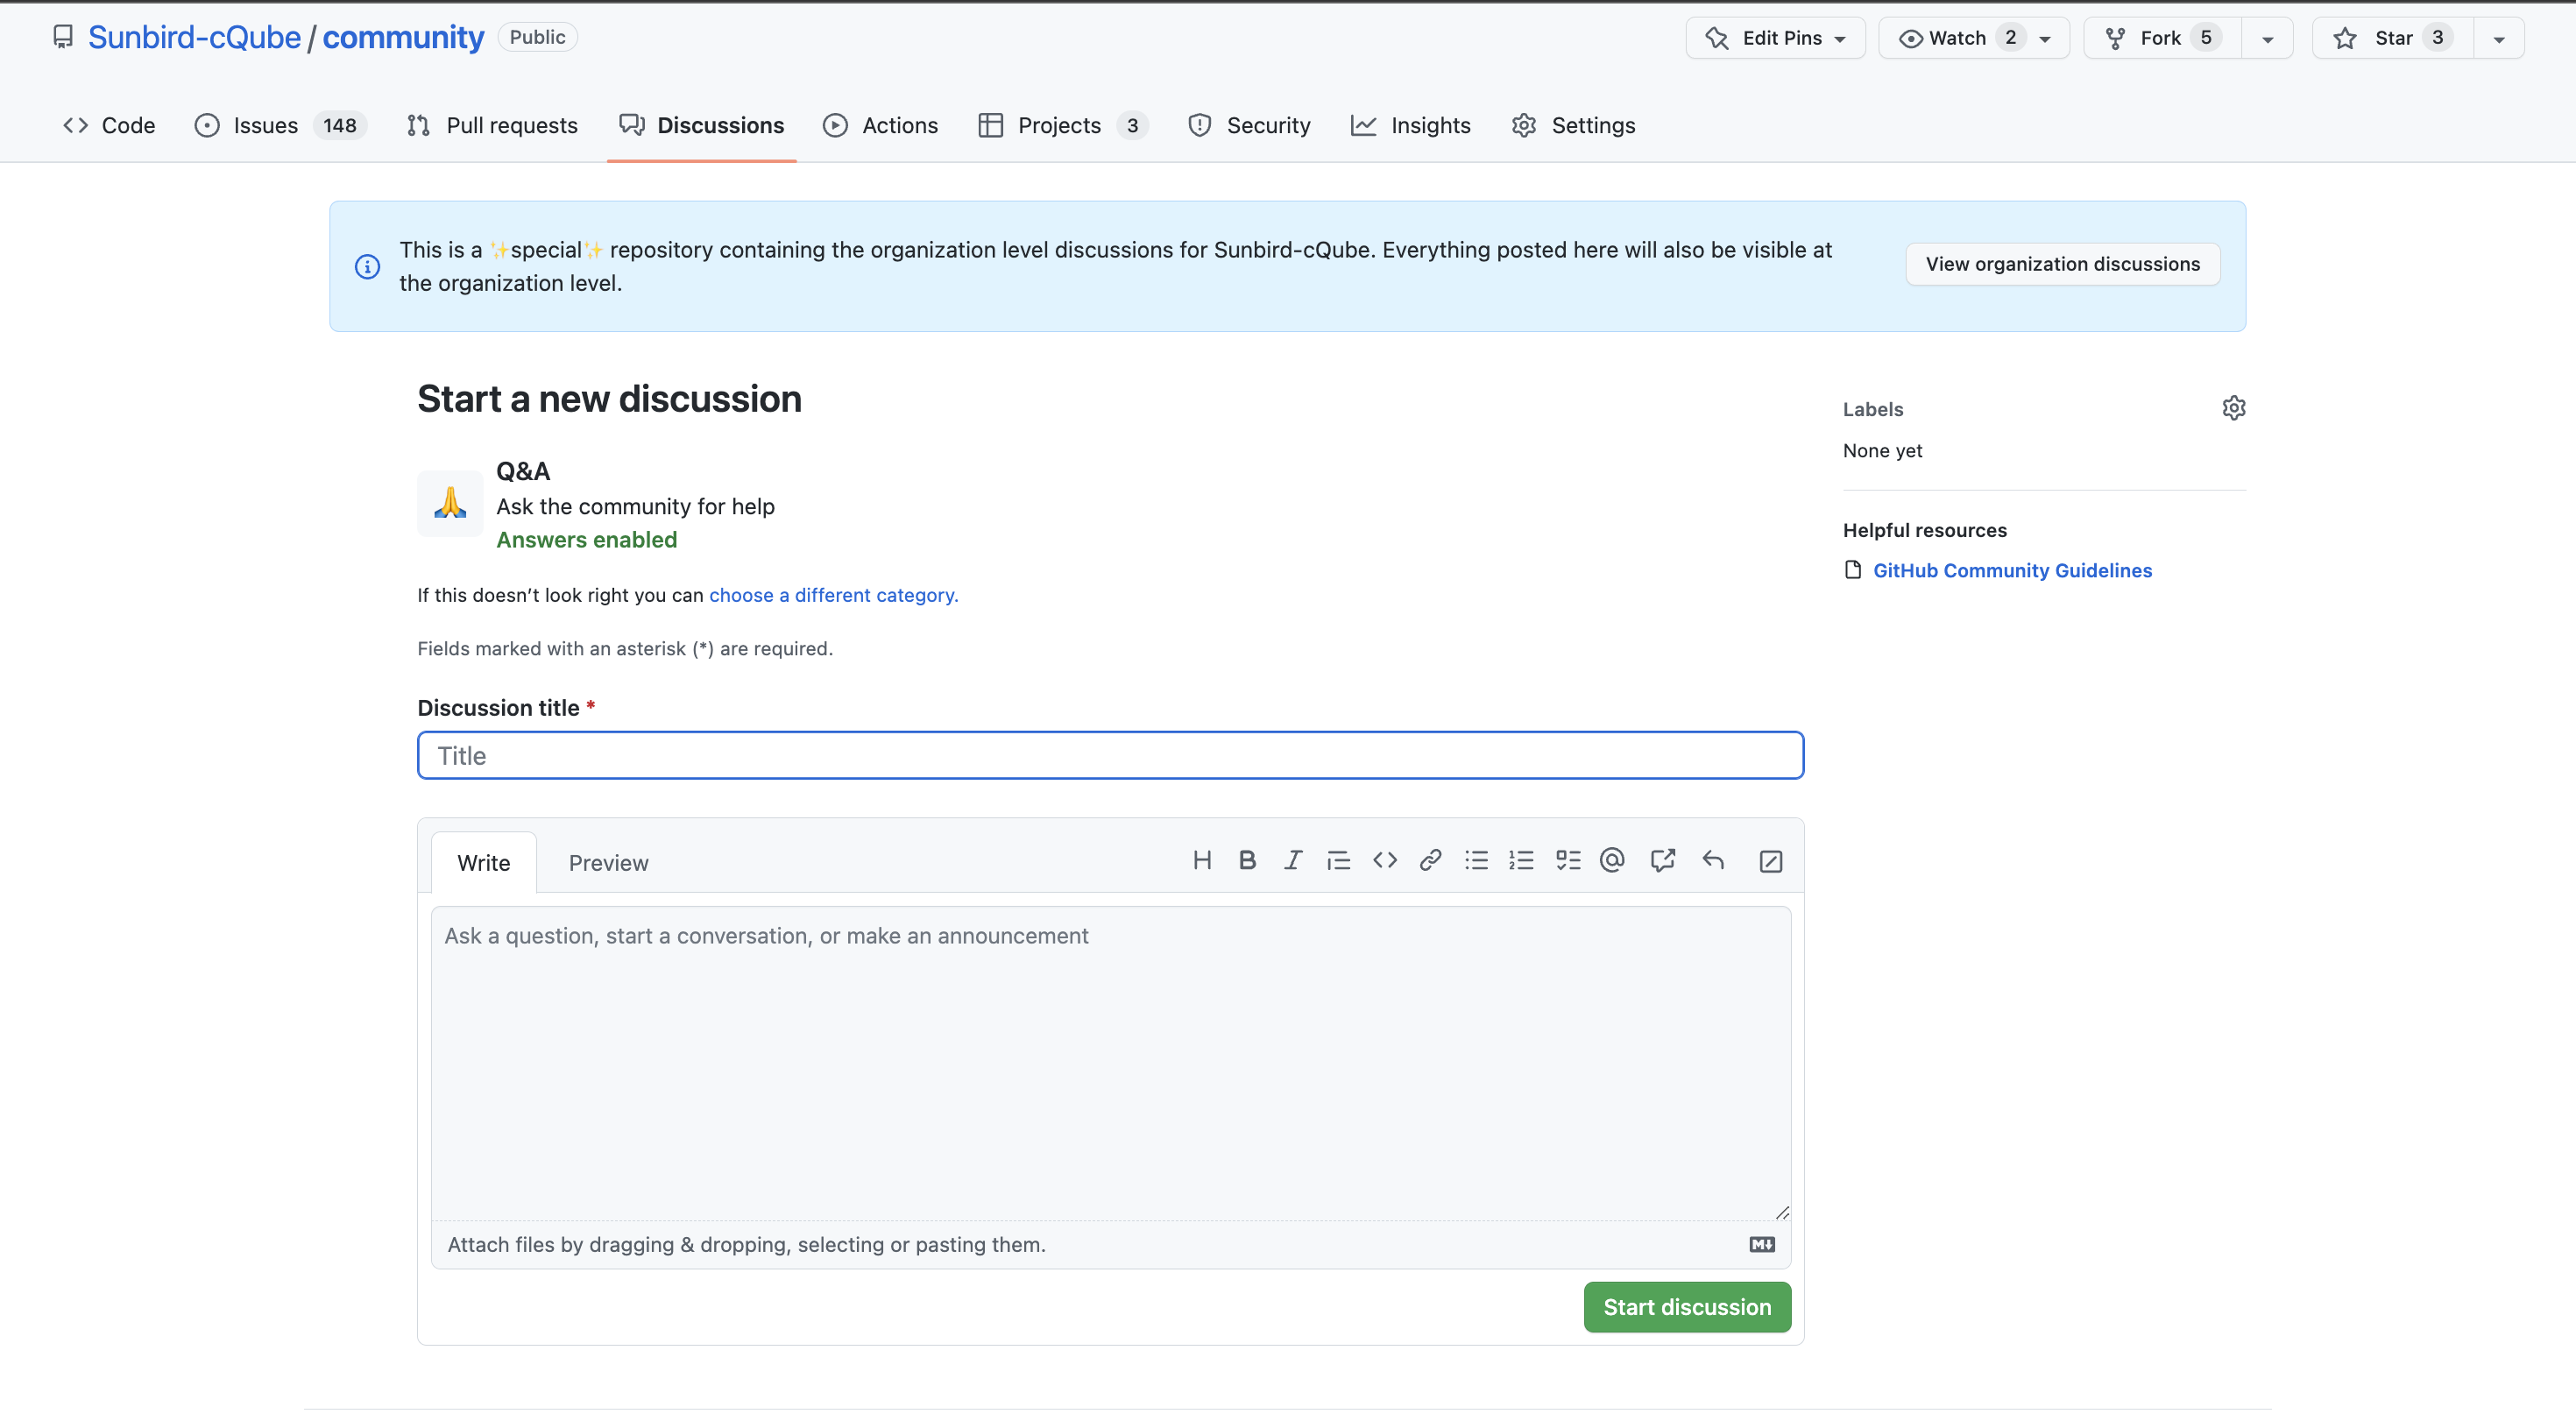 Sunbird-cQube / community Public Edit Pins Watch 2 Fork 5 Star 3
Code Issues 148 Pull requests Discussions Actions Projects 3 Security Insights Settings
This is a ✨special✨ repository containing the organization level discussions for Sunbird-cQube. Everything posted here will also be visible at
the organization level.
View organization discussions
Start a new discussion
Q&A
Ask the community for help
Answers enabled
If this doesn’t look right you can choose a different category.
Fields marked with an asterisk (*) are required.
Discussion title *
Title
Write Preview
Ask a question, start a conversation, or make an announcement
Attach files by dragging & dropping, selecting or pasting them.
Start discussion
Labels
None yet
Helpful resources
GitHub Community Guidelines